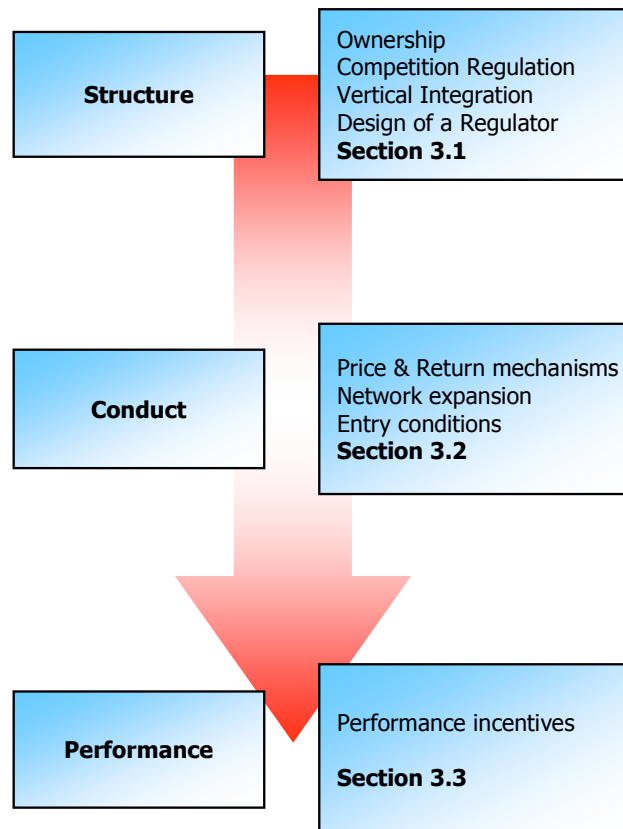 Structure
Ownership
Competition Regulation
Vertical Integration
Design of a Regulator
Section 3.1
Conduct
Price & Return mechanisms
Network expansion
Entry conditions
Section 3.2
Performance
Performance incentives
Section 3.3